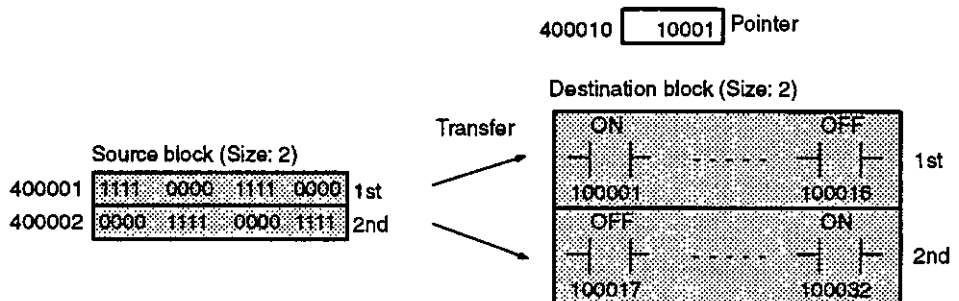 400010 10001 Pointer
Destination block (Size: 2)
Transfer
ON OFF
1st
100001 100016
Source block (Size: 2)
400001 1111 0000 1111 0000 1st
400002 0000 1111 0000 1111 2nd
OFF ON
2nd
100017 100032